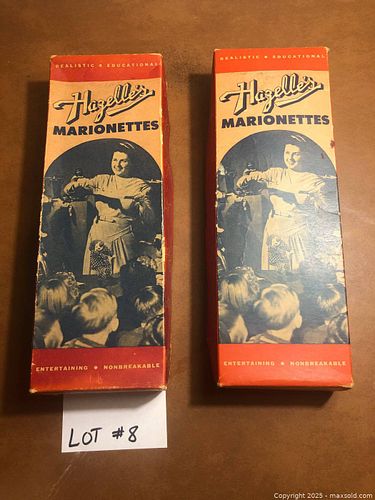 REALISTIC ★ EDUCATIONAL
Hazelle's
MARIONETTES
ENTERTAINING ★ NONBREAKABLE
REALISTIC ★ EDUCATIONAL
Hazelle's
MARIONETTES
ENTERTAINING ★ NONBREAKABLE
LOT #8
Copyright 2025 - maxsold.com